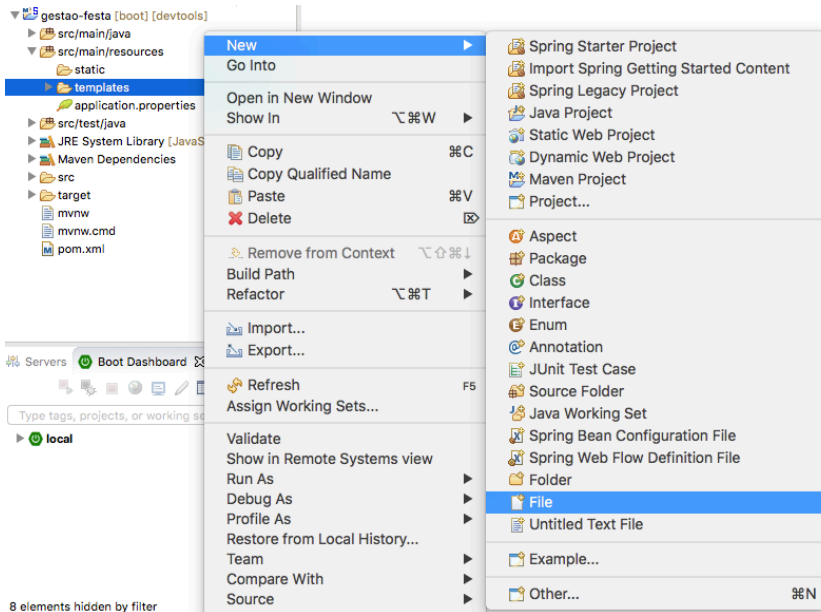 gestao-festa [boot] [devtools]
src/main/java
src/main/resources
static
templates
application.properties
src/test/java
JRE System Library [JavaS
Maven Dependencies
src
target
mvnw
mvnw.cmd
pom.xml
Servers
Boot Dashboard
Type tags, projects, or working se
local
8 elements hidden by filter
New
Go Into
Open in New Window
Show In ⌥⌘W
Copy ⌘C
Copy Qualified Name
Paste ⌘V
Delete ⌦
Remove from Context ⌥⇧⌘↓
Build Path
Refactor ⌥⌘T
Import...
Export...
Refresh F5
Assign Working Sets...
Validate
Show in Remote Systems view
Run As
Debug As
Profile As
Restore from Local History...
Team
Compare With
Source
Spring Starter Project
Import Spring Getting Started Content
Spring Legacy Project
Java Project
Static Web Project
Dynamic Web Project
Maven Project
Project...
Aspect
Package
Class
Interface
Enum
Annotation
JUnit Test Case
Source Folder
Java Working Set
Spring Bean Configuration File
Spring Web Flow Definition File
Folder
File
Untitled Text File
Example...
Other... ⌘N